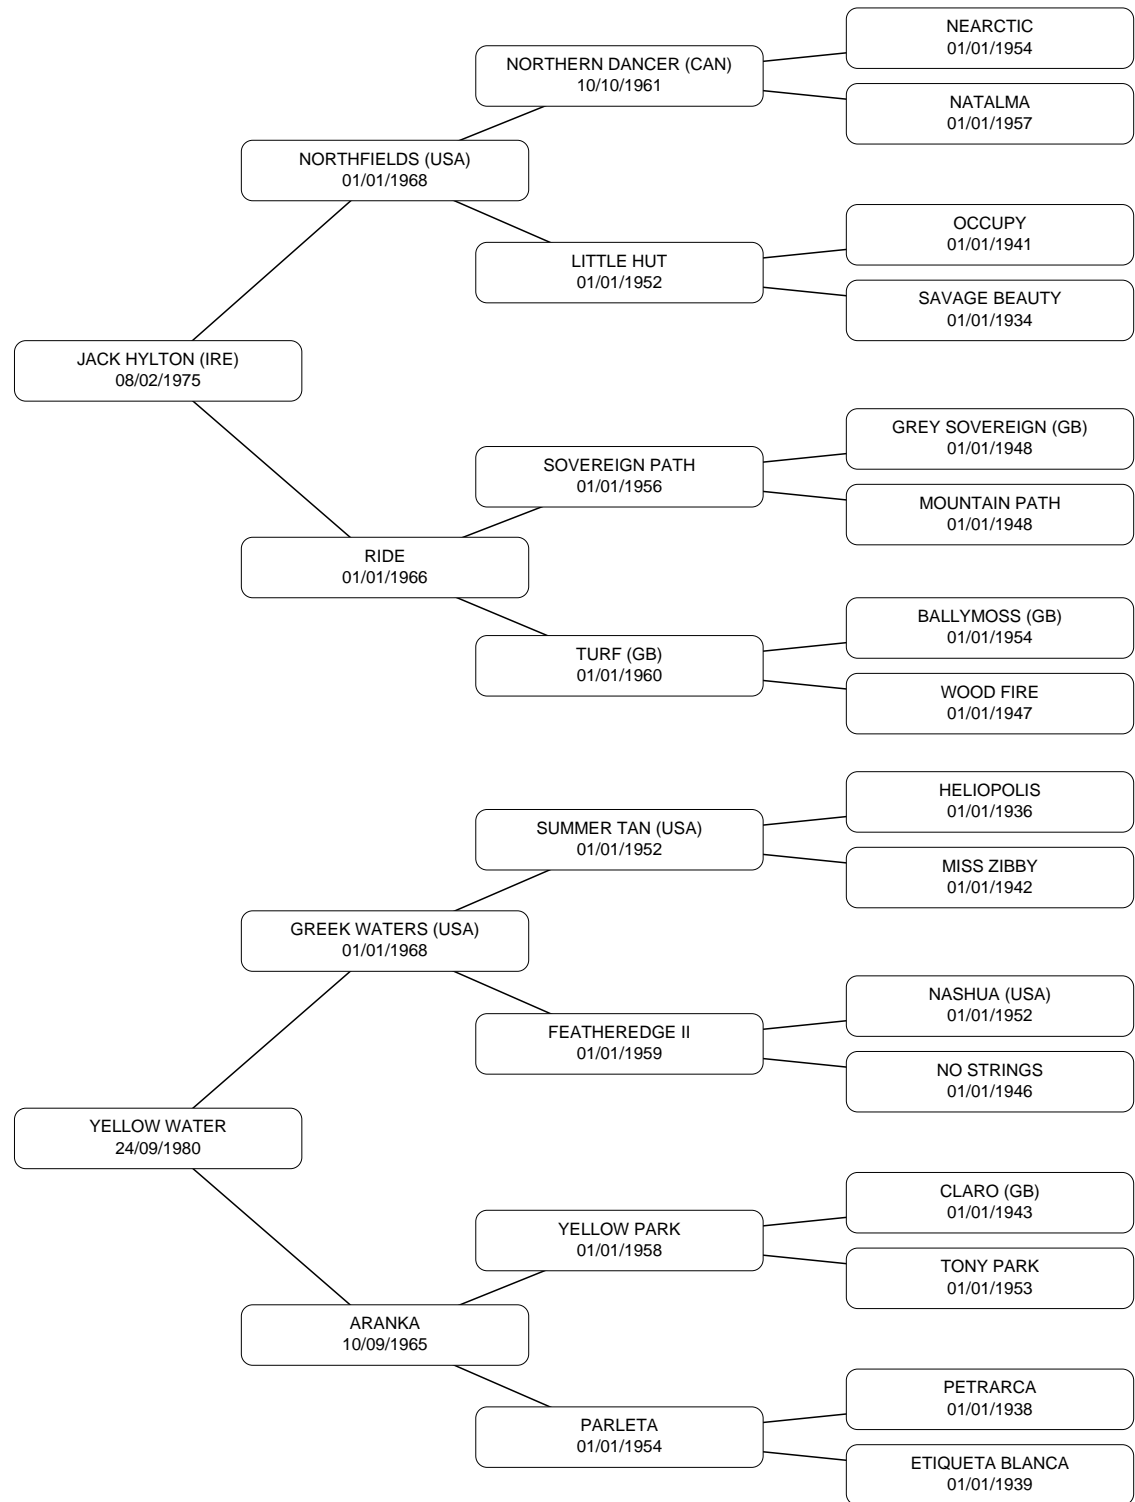 NEARCTIC
01/01/1954
NORTHERN DANCER (CAN)
10/10/1961
NATALMA
01/01/1957
NORTHFIELDS (USA)
01/01/1968
OCCUPY
01/01/1941
LITTLE HUT
01/01/1952
SAVAGE BEAUTY
01/01/1934
JACK HYLTON (IRE)
08/02/1975
GREY SOVEREIGN (GB)
01/01/1948
SOVEREIGN PATH
01/01/1956
MOUNTAIN PATH
01/01/1948
RIDE
01/01/1966
BALLYMOSS (GB)
01/01/1954
TURF (GB)
01/01/1960
WOOD FIRE
01/01/1947
HELIOPOLIS
01/01/1936
SUMMER TAN (USA)
01/01/1952
MISS ZIBBY
01/01/1942
GREEK WATERS (USA)
01/01/1968
NASHUA (USA)
01/01/1952
FEATHEREDGE II
01/01/1959
NO STRINGS
01/01/1946
YELLOW WATER
24/09/1980
CLARO (GB)
01/01/1943
YELLOW PARK
01/01/1958
TONY PARK
01/01/1953
ARANKA
10/09/1965
PETRARCA
01/01/1938
PARLETA
01/01/1954
ETIQUETA BLANCA
01/01/1939